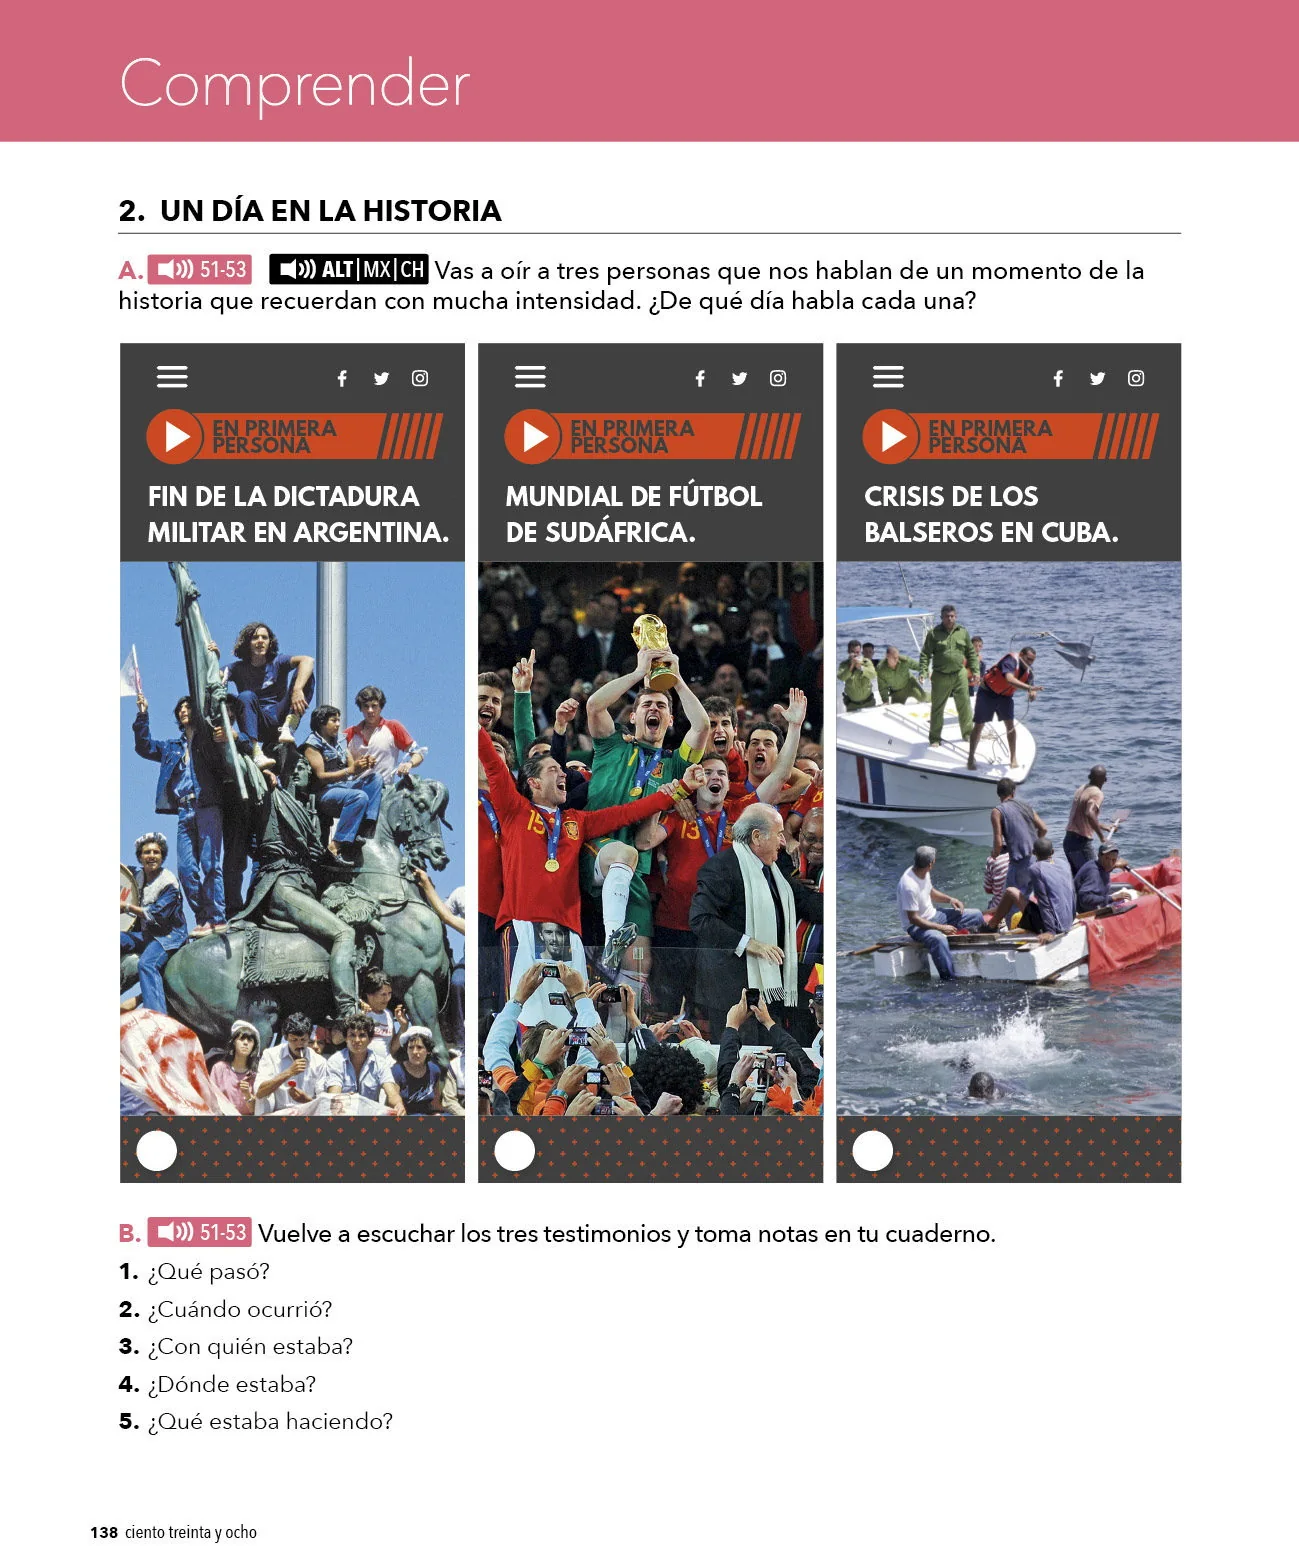 Comprender
2. UN DÍA EN LA HISTORIA
A. 51-53 ALT|MX|CH Vas a oír a tres personas que nos hablan de un momento de la
historia que recuerdan con mucha intensidad. ¿De qué día habla cada una?
EN PRIMERA
PERSONA
FIN DE LA DICTADURA
MILITAR EN ARGENTINA.
EN PRIMERA
PERSONA
MUNDIAL DE FÚTBOL
DE SUDÁFRICA.
15
13
EN PRIMERA
PERSONA
CRISIS DE LOS
BALSEROS EN CUBA.
B. 51-53 Vuelve a escuchar los tres testimonios y toma notas en tu cuaderno.
1. ¿Qué pasó?
2. ¿Cuándo ocurrió?
3. ¿Con quién estaba?
4. ¿Dónde estaba?
5. ¿Qué estaba haciendo?
138 ciento treinta y ocho